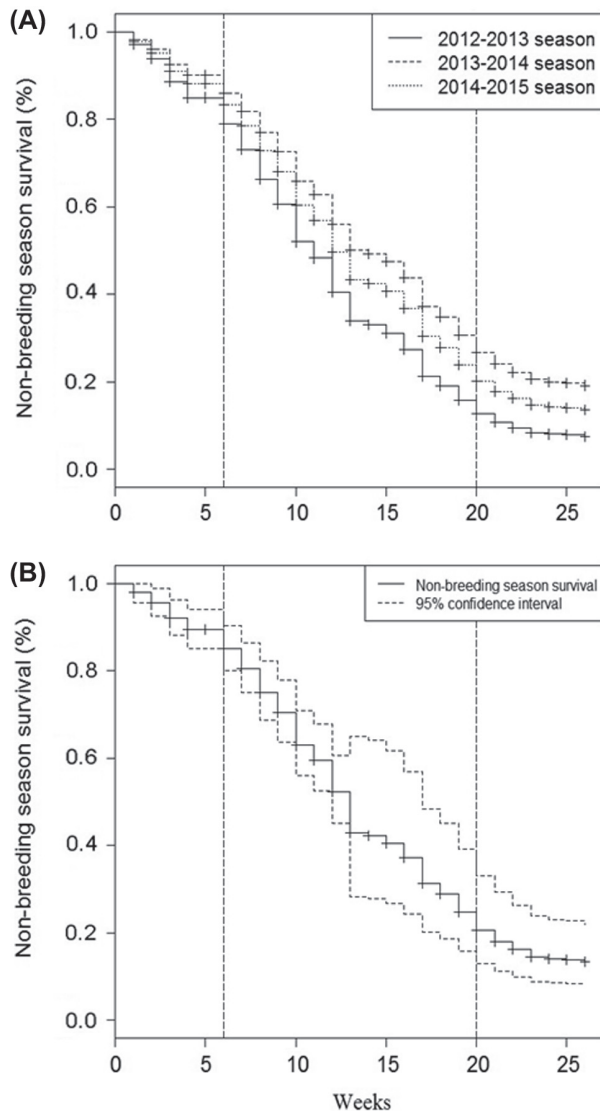 (A)
Non-breeding season survival (%)
1.0
0.8
0.6
0.4
0.2
0.0
2012-2013 season
2013-2014 season
2014-2015 season
0 5 10 15 20 25
(B)
Non-breeding season survival (%)
1.0
0.8
0.6
0.4
0.2
0.0
Non-breeding season survival
95% confidence interval
0 5 10 15 20 25
Weeks